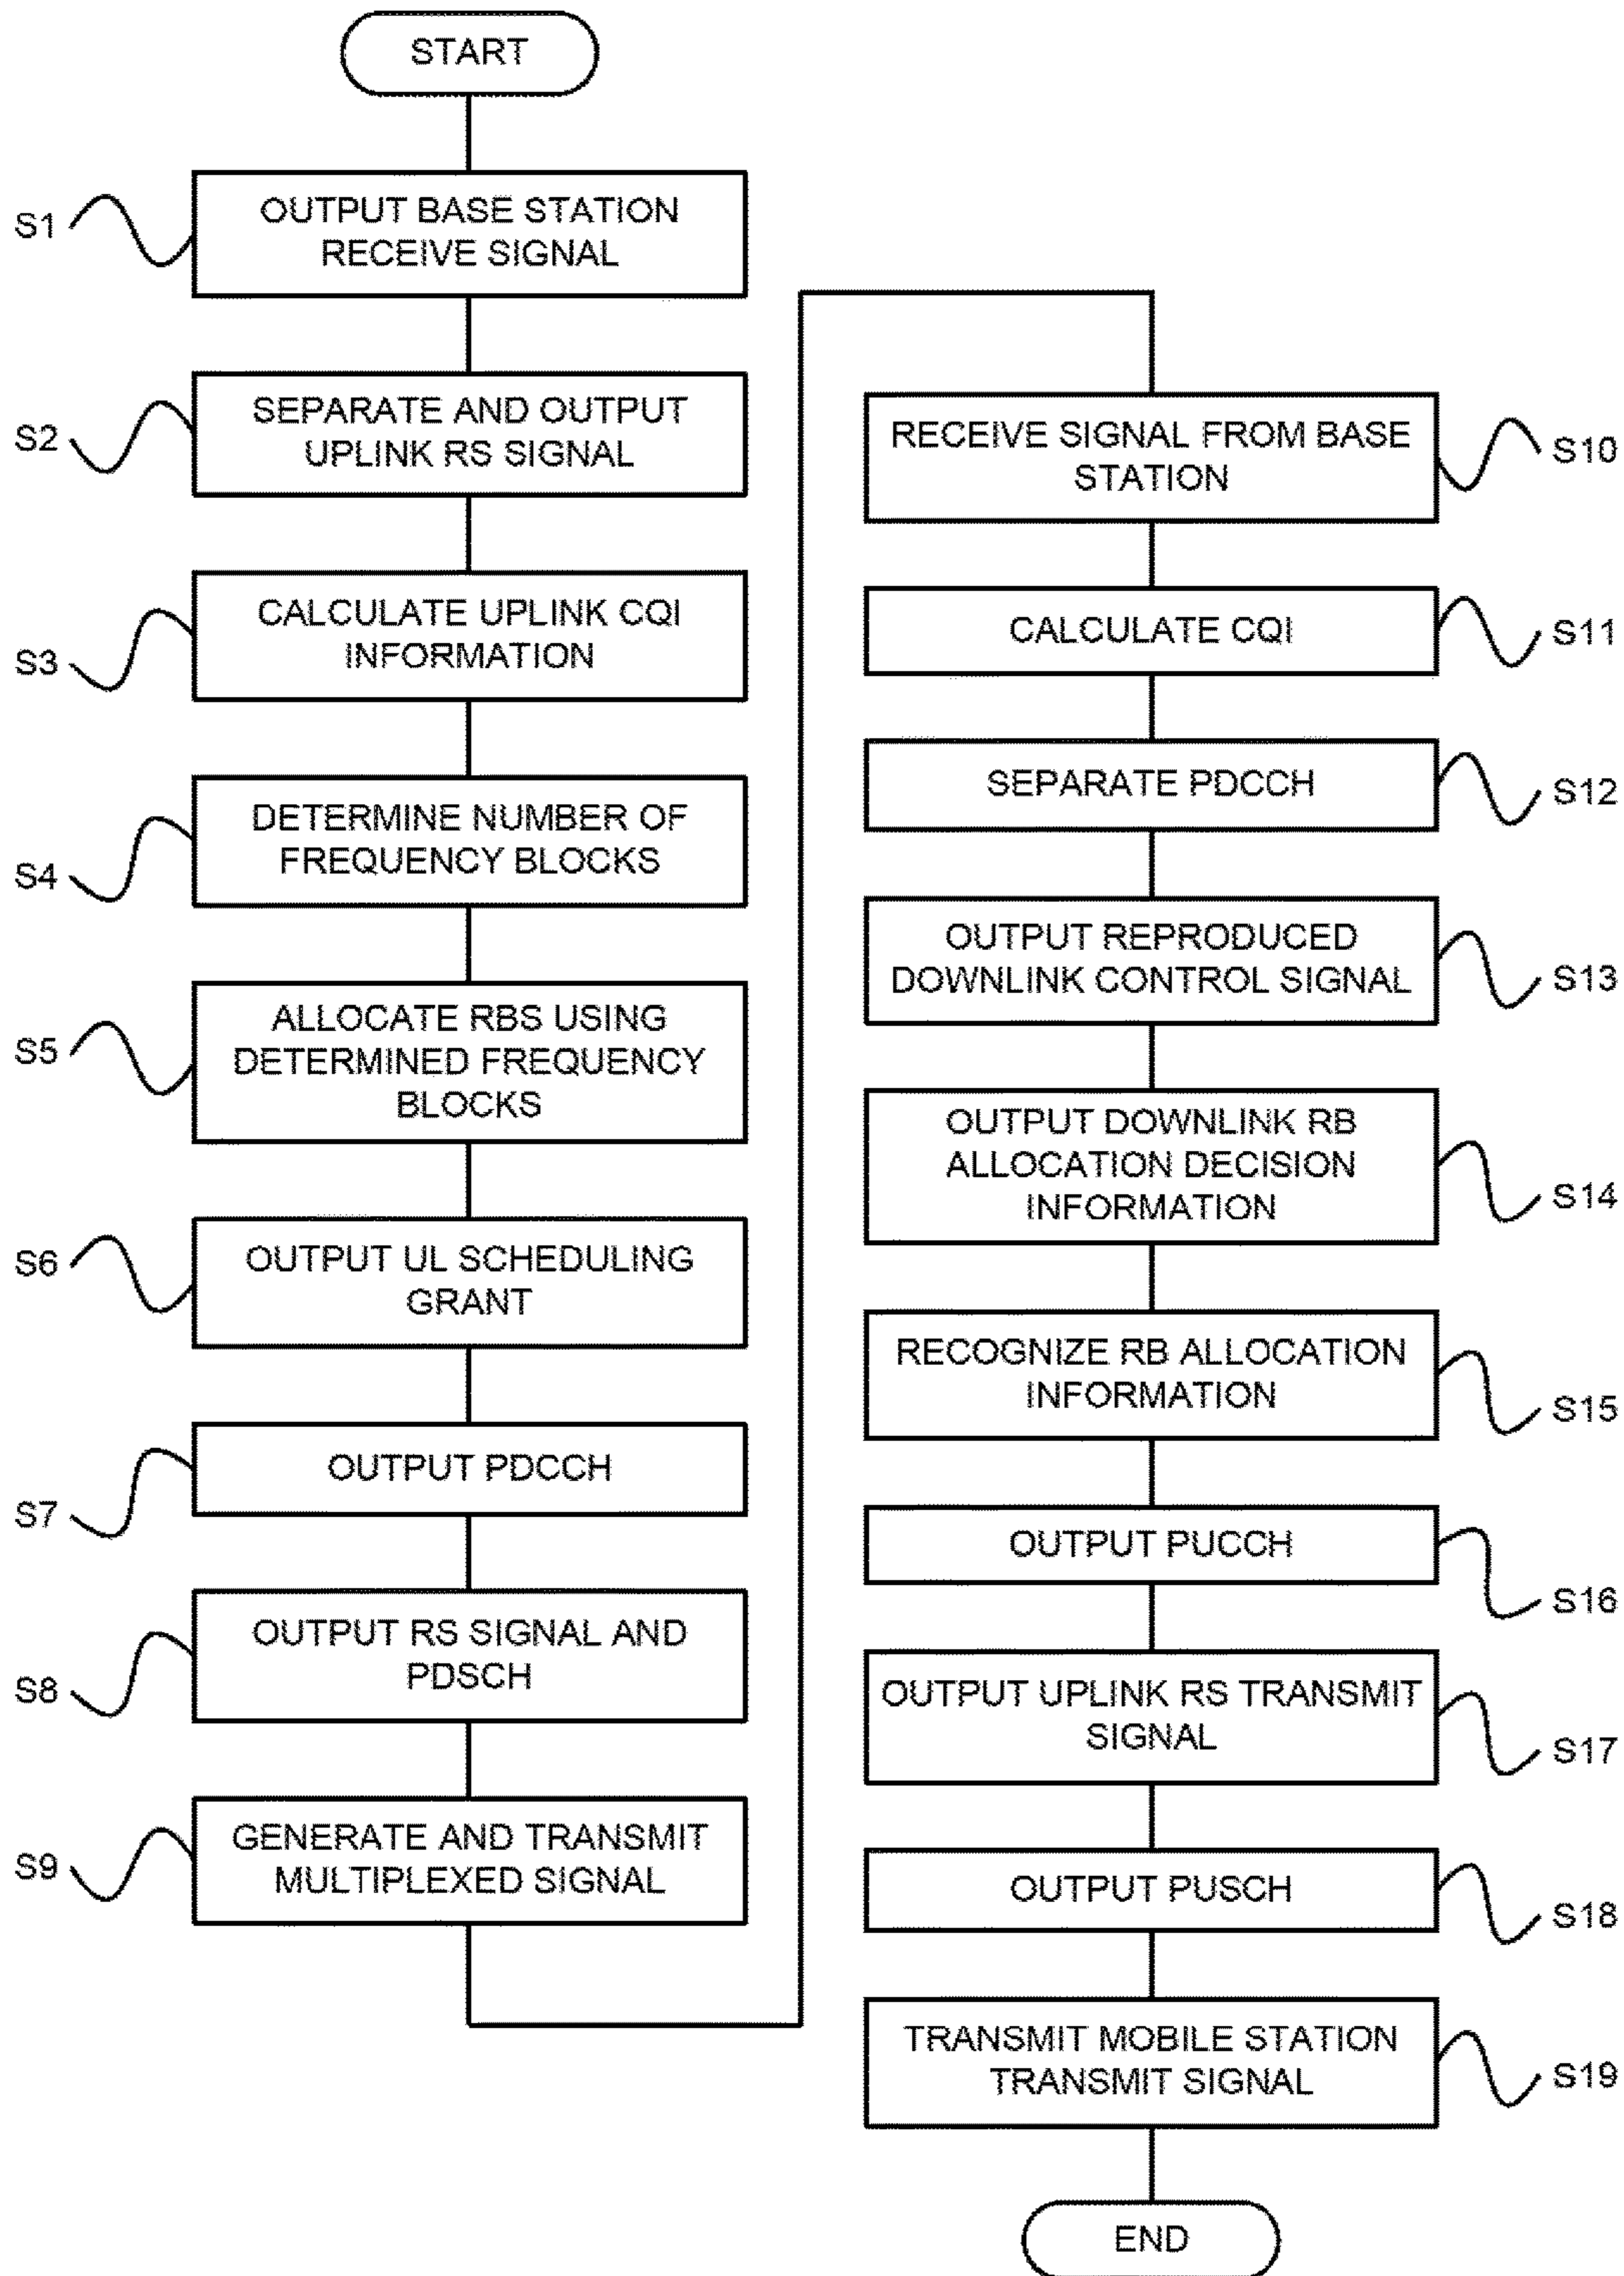 START
S1
OUTPUT BASE STATION
RECEIVE SIGNAL
S2
SEPARATE AND OUTPUT
UPLINK RS SIGNAL
S3
CALCULATE UPLINK CQI
INFORMATION
S4
DETERMINE NUMBER OF
FREQUENCY BLOCKS
S5
ALLOCATE RBS USING
DETERMINED FREQUENCY
BLOCKS
S6
OUTPUT UL SCHEDULING
GRANT
S7
OUTPUT PDCCH
S8
OUTPUT RS SIGNAL AND
PDSCH
S9
GENERATE AND TRANSMIT
MULTIPLEXED SIGNAL
RECEIVE SIGNAL FROM BASE
STATION
S10
CALCULATE CQI
S11
SEPARATE PDCCH
S12
OUTPUT REPRODUCED
DOWNLINK CONTROL SIGNAL
S13
OUTPUT DOWNLINK RB
ALLOCATION DECISION
INFORMATION
S14
RECOGNIZE RB ALLOCATION
INFORMATION
S15
OUTPUT PUCCH
S16
OUTPUT UPLINK RS TRANSMIT
SIGNAL
S17
OUTPUT PUSCH
S18
TRANSMIT MOBILE STATION
TRANSMIT SIGNAL
S19
END